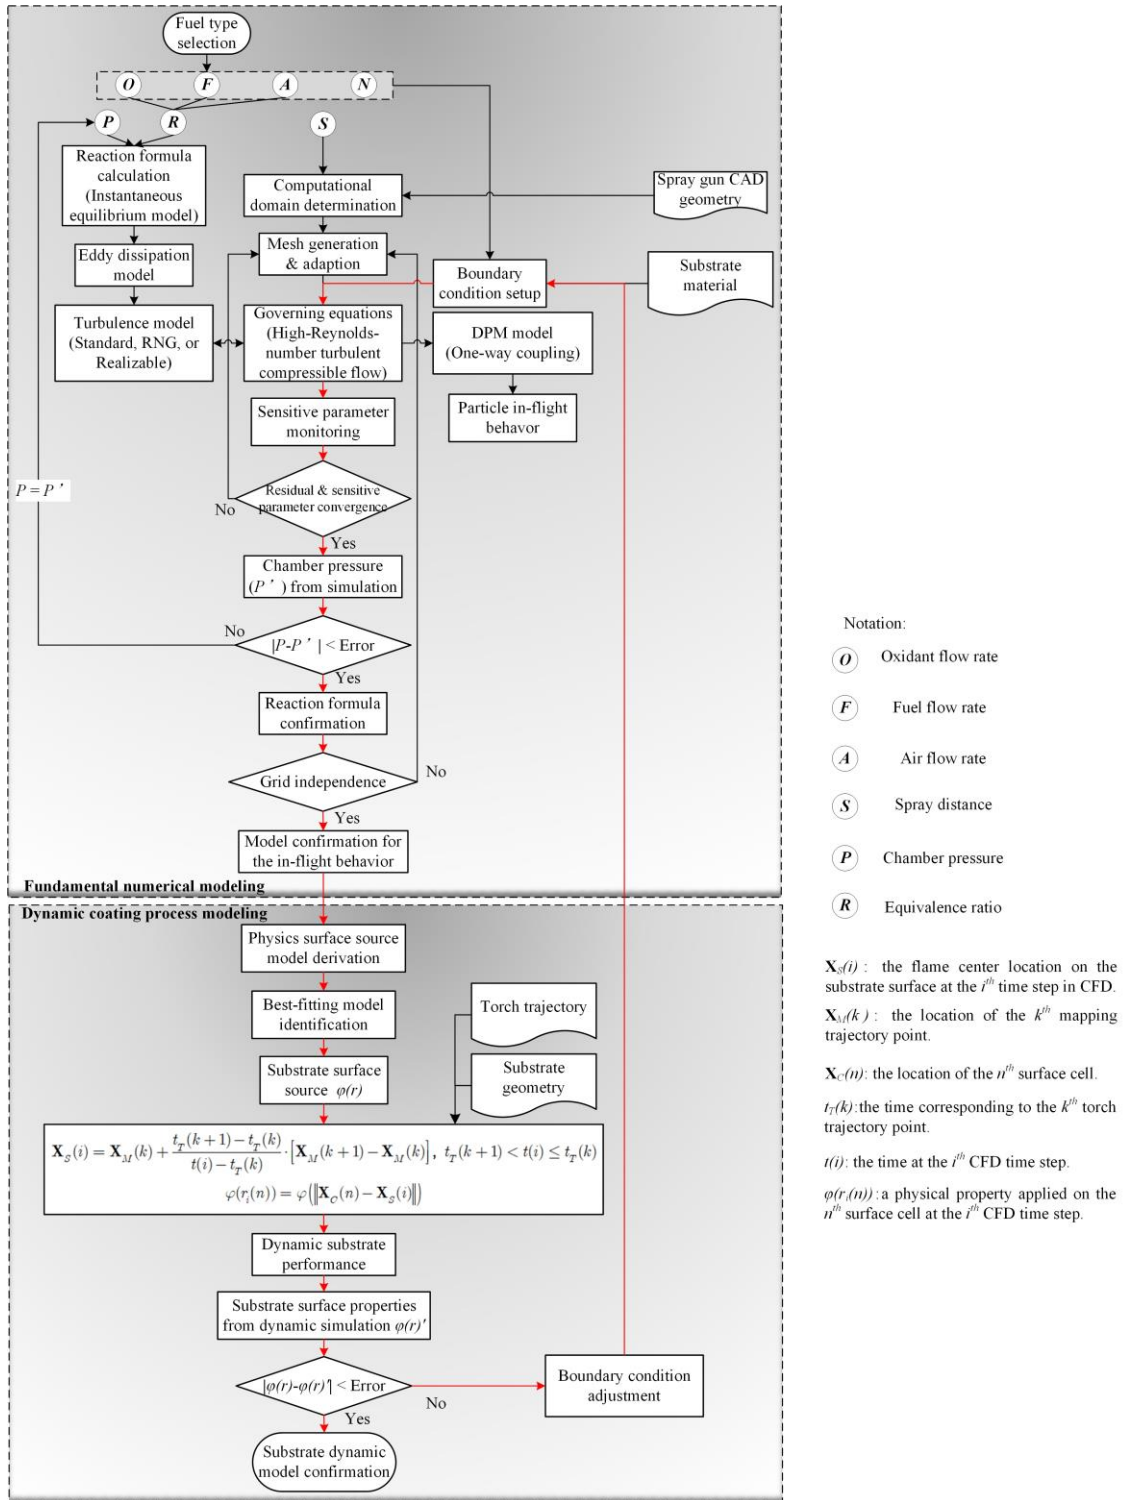 Fuel type
selection
O F A N
P R S
Reaction formula
calculation
(Instantaneous
equilibrium model)
Computational
domain determination
Spray gun CAD
geometry
Eddy dissipation
model
Mesh generation
& adaption
Boundary
condition setup
Substrate
material
Turbulence model
(Standard, RNG, or
Realizable)
Governing equations
(High-Reynolds-
number turbulent
compressible flow)
DPM model
(One-way coupling)
Sensitive parameter
monitoring
Particle in-flight
behavor
P = P′
Residual & sensitive
parameter convergence
No
Yes
Chamber pressure
(P′) from simulation
No
|P-P′| < Error
Yes
Reaction formula
confirmation
Grid independence
No
Yes
Model confirmation for
the in-flight behavior
Fundamental numerical modeling
Dynamic coating process modeling
Physics surface source
model derivation
Best-fitting model
identification
Torch trajectory
Substrate surface
source φ(r)
Substrate
geometry
X_S(i) = X_M(k) + \frac{t_T(k+1) − t_T(k)}{t(i) − t_T(k)} · [X_M(k+1) − X_M(k)], t_T(k+1) < t(i) ≤ t_T(k)
φ(r_i(n)) = φ(‖X_C(n) − X_S(i)‖)
Dynamic substrate
performance
Substrate surface properties
from dynamic simulation φ(r)′
|φ(r)-φ(r)′| < Error
No
Yes
Boundary condition
adjustment
Substrate dynamic
model confirmation
Notation:
O Oxidant flow rate
F Fuel flow rate
A Air flow rate
S Spray distance
P Chamber pressure
R Equivalence ratio
X_S(i) : the flame center location on the
substrate surface at the i^th time step in CFD.
X_M(k) : the location of the k^th mapping
trajectory point.
X_C(n): the location of the n^th surface cell.
t_T(k):the time corresponding to the k^th torch
trajectory point.
t(i): the time at the i^th CFD time step.
φ(r_i(n)):a physical property applied on the
n^th surface cell at the i^th CFD time step.